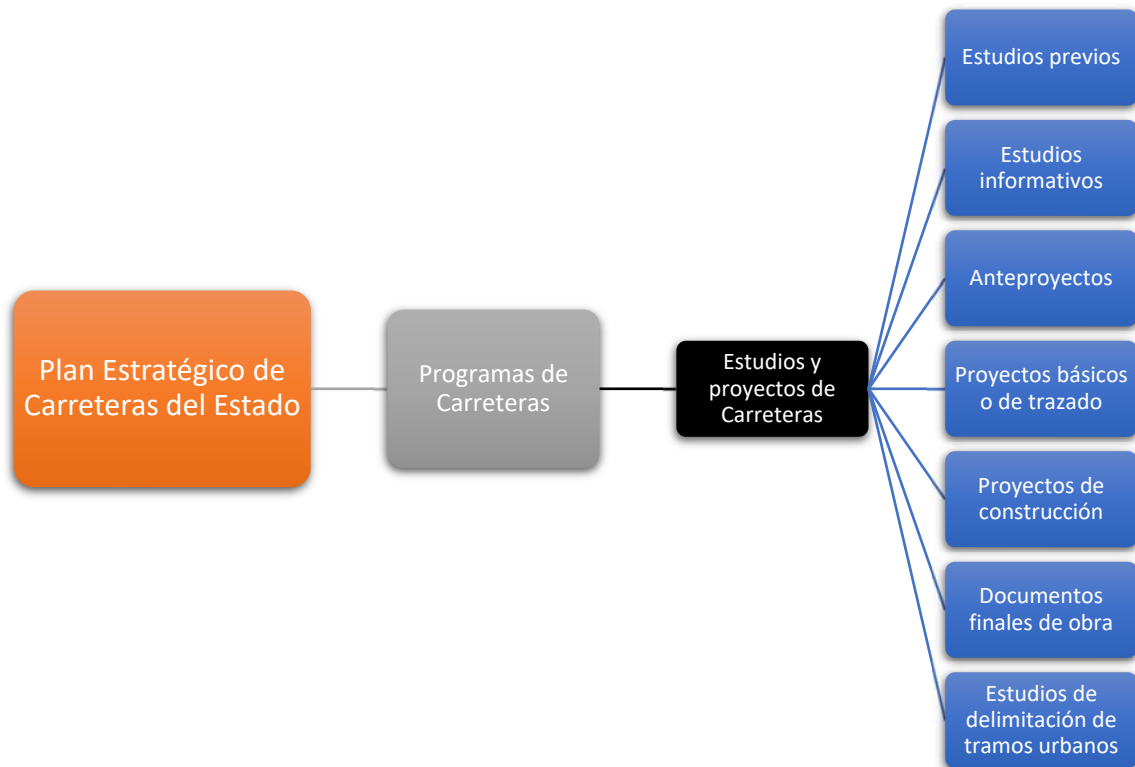 Plan Estratégico de
Carreteras del Estado
Programas de
Carreteras
Estudios y
proyectos de
Carreteras
Estudios previos
Estudios
informativos
Anteproyectos
Proyectos básicos
o de trazado
Proyectos de
construcción
Documentos
finales de obra
Estudios de
delimitación de
tramos urbanos